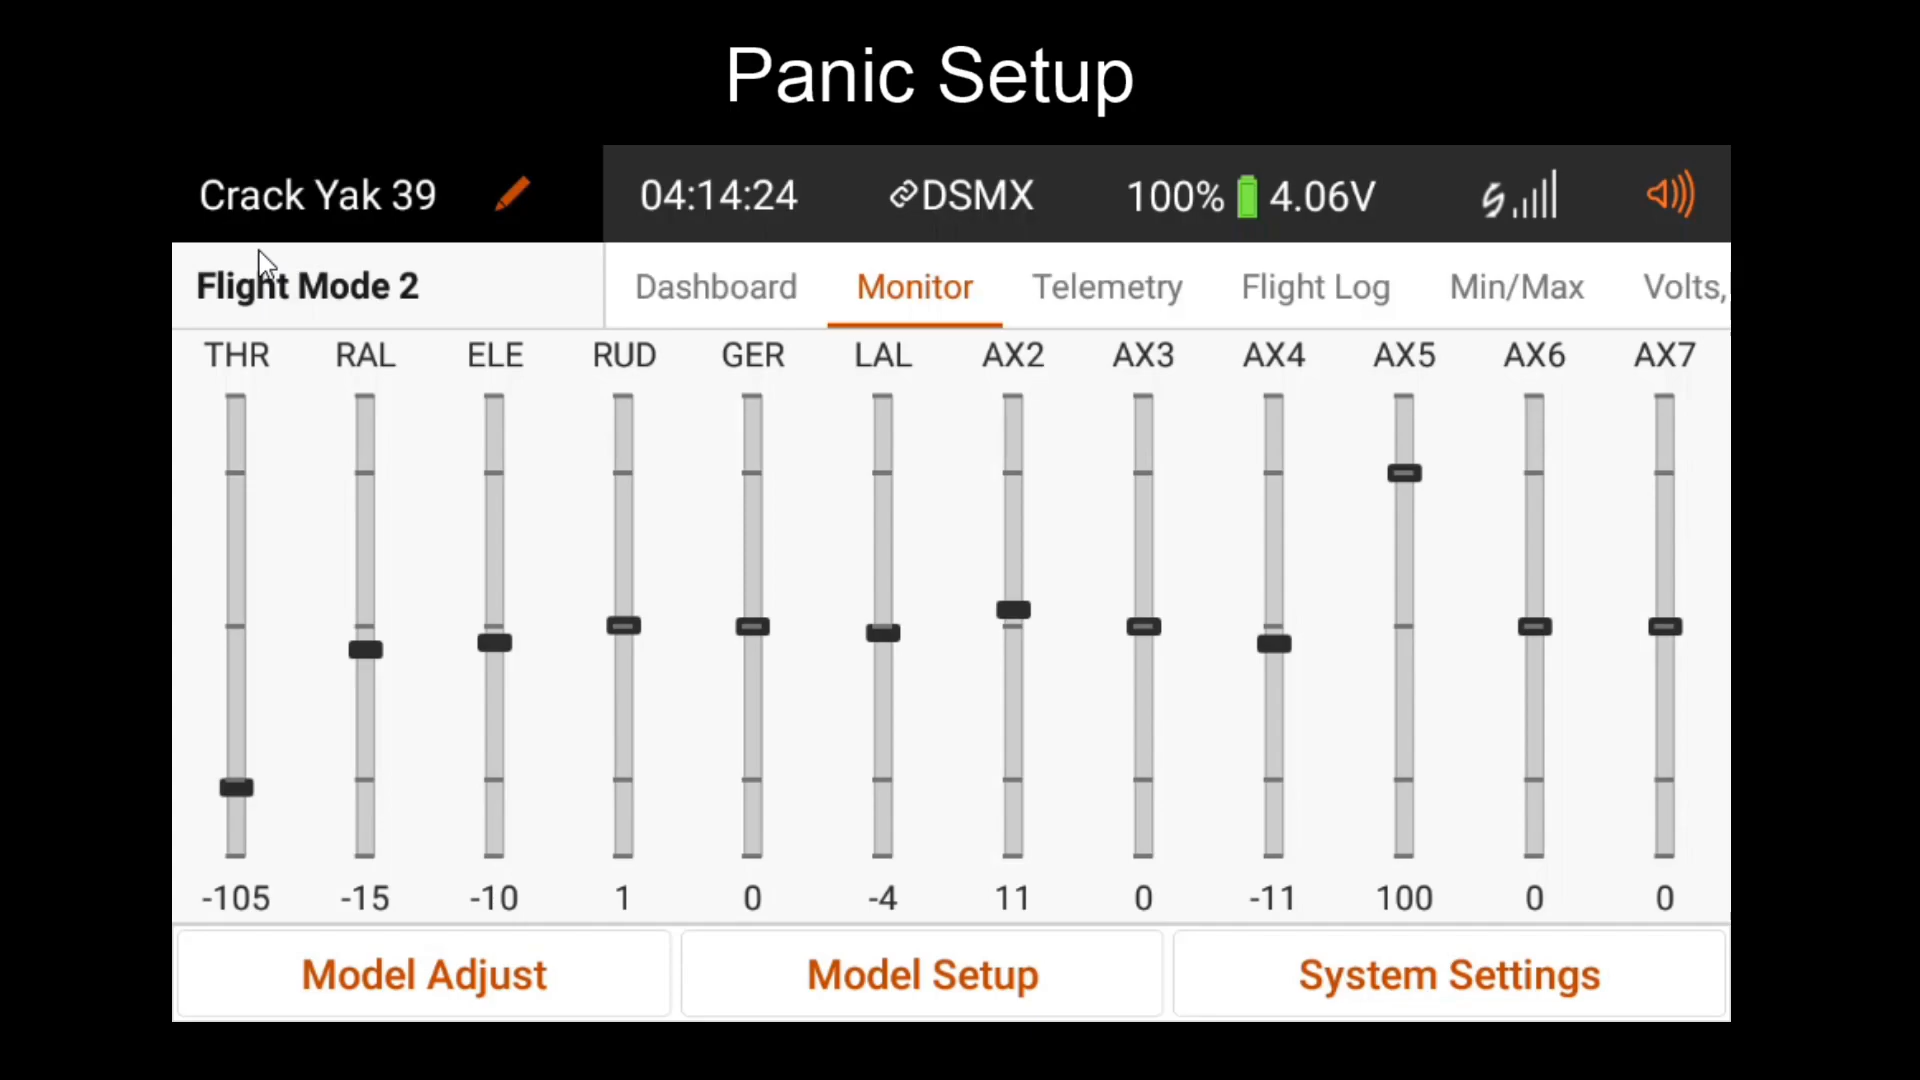 Panic Setup
Crack Yak 39 04:14:24 DSMX 100% 4.06V
Flight Mode 2 Dashboard Monitor Telemetry Flight Log Min/Max Volts,
THR RAL ELE RUD GER LAL AX2 AX3 AX4 AX5 AX6 AX7
-105 -15 -10 1 0 -4 11 0 -11 100 0 0
Model Adjust Model Setup System Settings